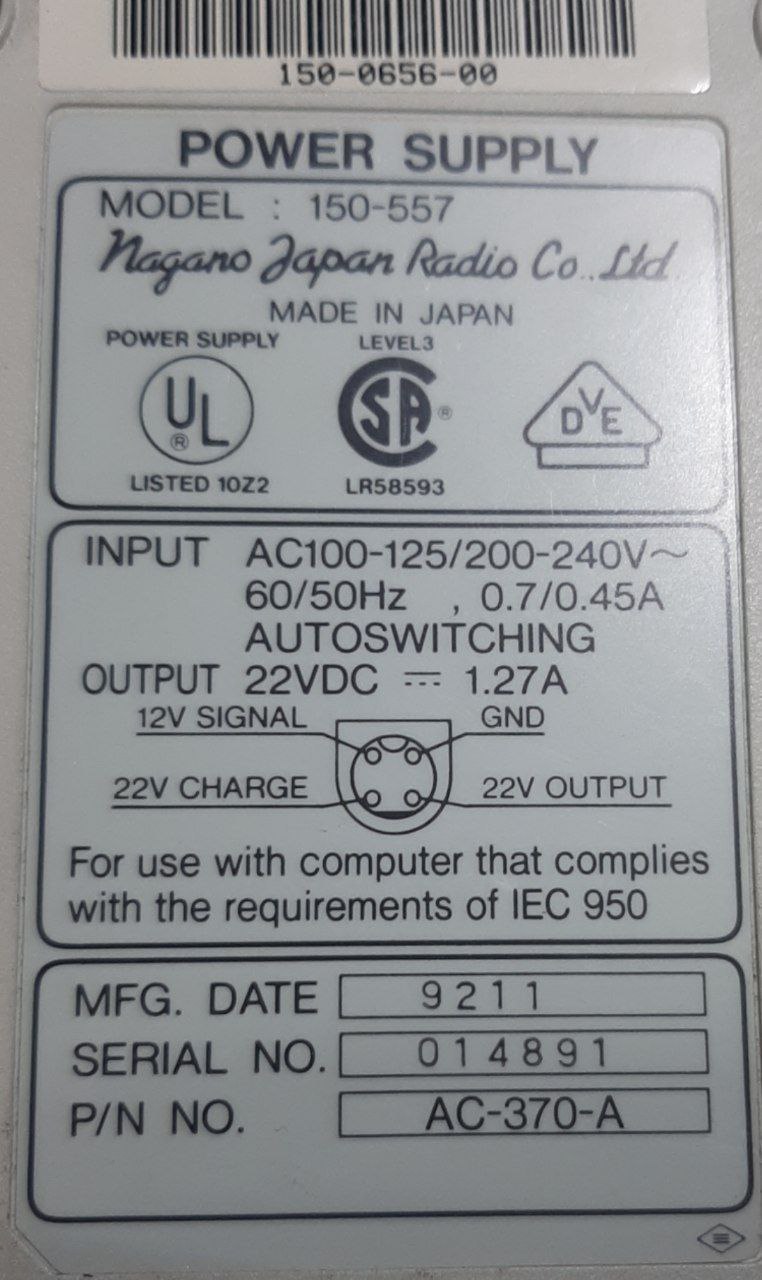 150-0656-00
POWER SUPPLY
MODEL : 150-557
Nagano Japan Radio Co., Ltd.
MADE IN JAPAN
POWER SUPPLY
LEVEL3
UL
®
SA
®
DVE
LISTED 10Z2
LR58593
INPUT AC100-125/200-240V～
60/50Hz , 0.7/0.45A
AUTOSWITCHING
OUTPUT 22VDC ⎓ 1.27A
12V SIGNAL GND
22V CHARGE 22V OUTPUT
For use with computer that complies
with the requirements of IEC 950
MFG. DATE 9211
SERIAL NO. 014891
P/N NO. AC-370-A